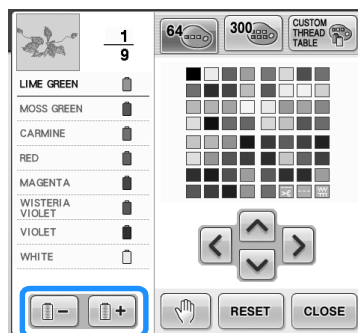 1
9
64
300
CUSTOM
THREAD
TABLE
LIME GREEN
MOSS GREEN
CARMINE
RED
MAGENTA
WISTERIA
VIOLET
VIOLET
WHITE
−
+
RESET
CLOSE